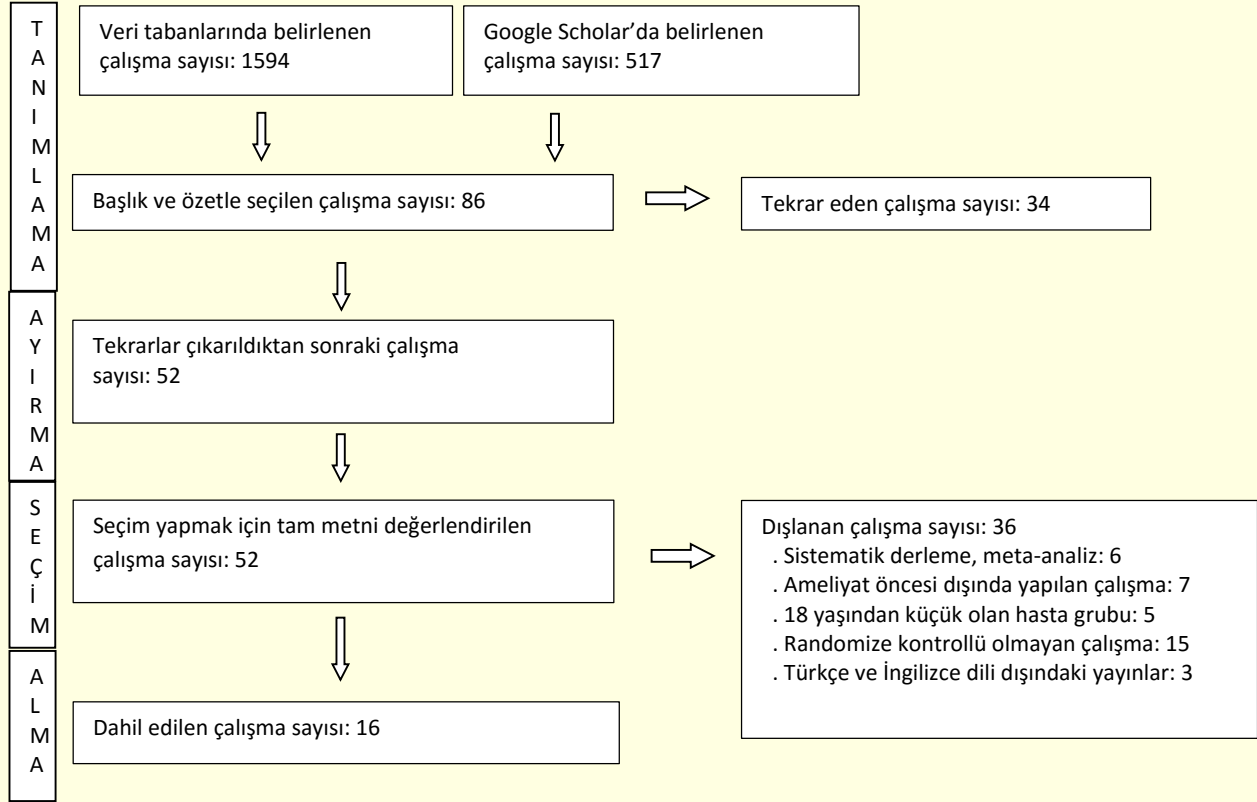 TANIMLAMA
Veri tabanlarında belirlenen
çalışma sayısı: 1594
Google Scholar’da belirlenen
çalışma sayısı: 517
Başlık ve özetle seçilen çalışma sayısı: 86
Tekrar eden çalışma sayısı: 34
AYIRMA
Tekrarlar çıkarıldıktan sonraki çalışma
sayısı: 52
SEÇİM
Seçim yapmak için tam metni değerlendirilen
çalışma sayısı: 52
Dışlanan çalışma sayısı: 36
. Sistematik derleme, meta-analiz: 6
. Ameliyat öncesi dışında yapılan çalışma: 7
. 18 yaşından küçük olan hasta grubu: 5
. Randomize kontrollü olmayan çalışma: 15
. Türkçe ve İngilizce dili dışındaki yayınlar: 3
ALMA
Dahil edilen çalışma sayısı: 16